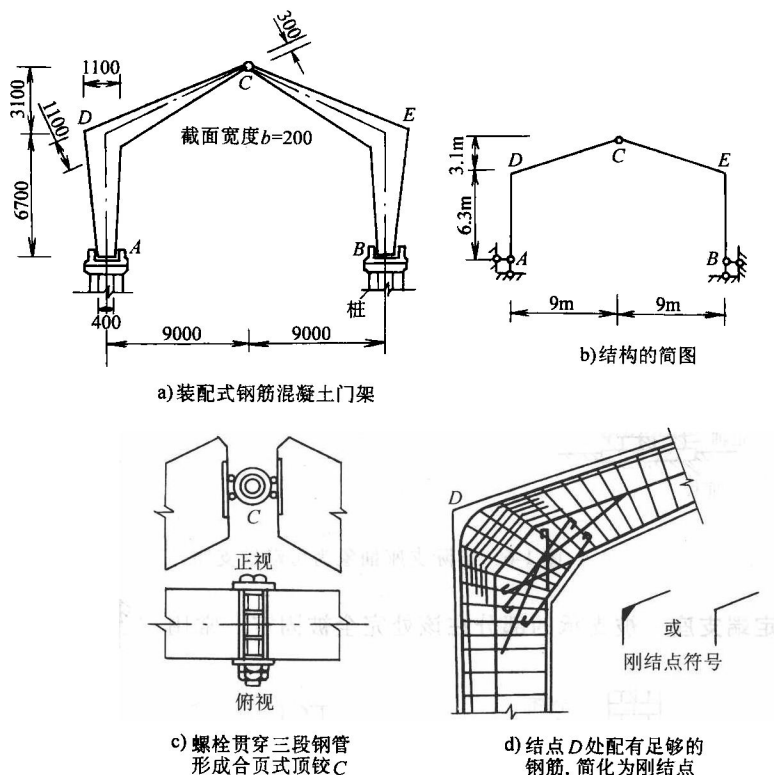 300
1100
C
D
E
3100
1100
截面宽度b=200
6700
A
B
400
桩
9000
9000
a)装配式钢筋混凝土门架
3.1m
D
C
E
6.3m
A
B
9m
9m
b)结构的简图
C
正视
俯视
c)螺栓贯穿三段钢管
形成合页式顶铰C
D
或
刚结点符号
d)结点D处配有足够的
钢筋,简化为刚结点